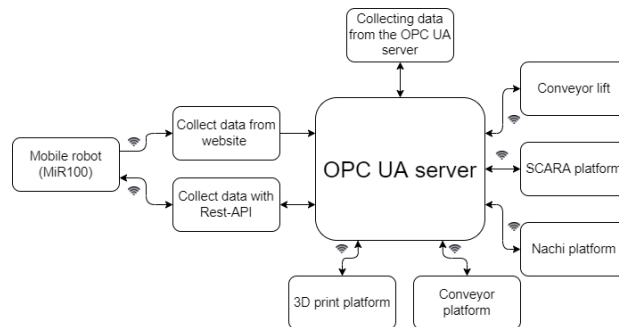 Collecting data
from the OPC UA
server
Conveyor lift
Collect data from
website
Mobile robot
(MiR100)
OPC UA server
SCARA platform
Collect data with
Rest-API
Nachi platform
3D print platform
Conveyor
platform